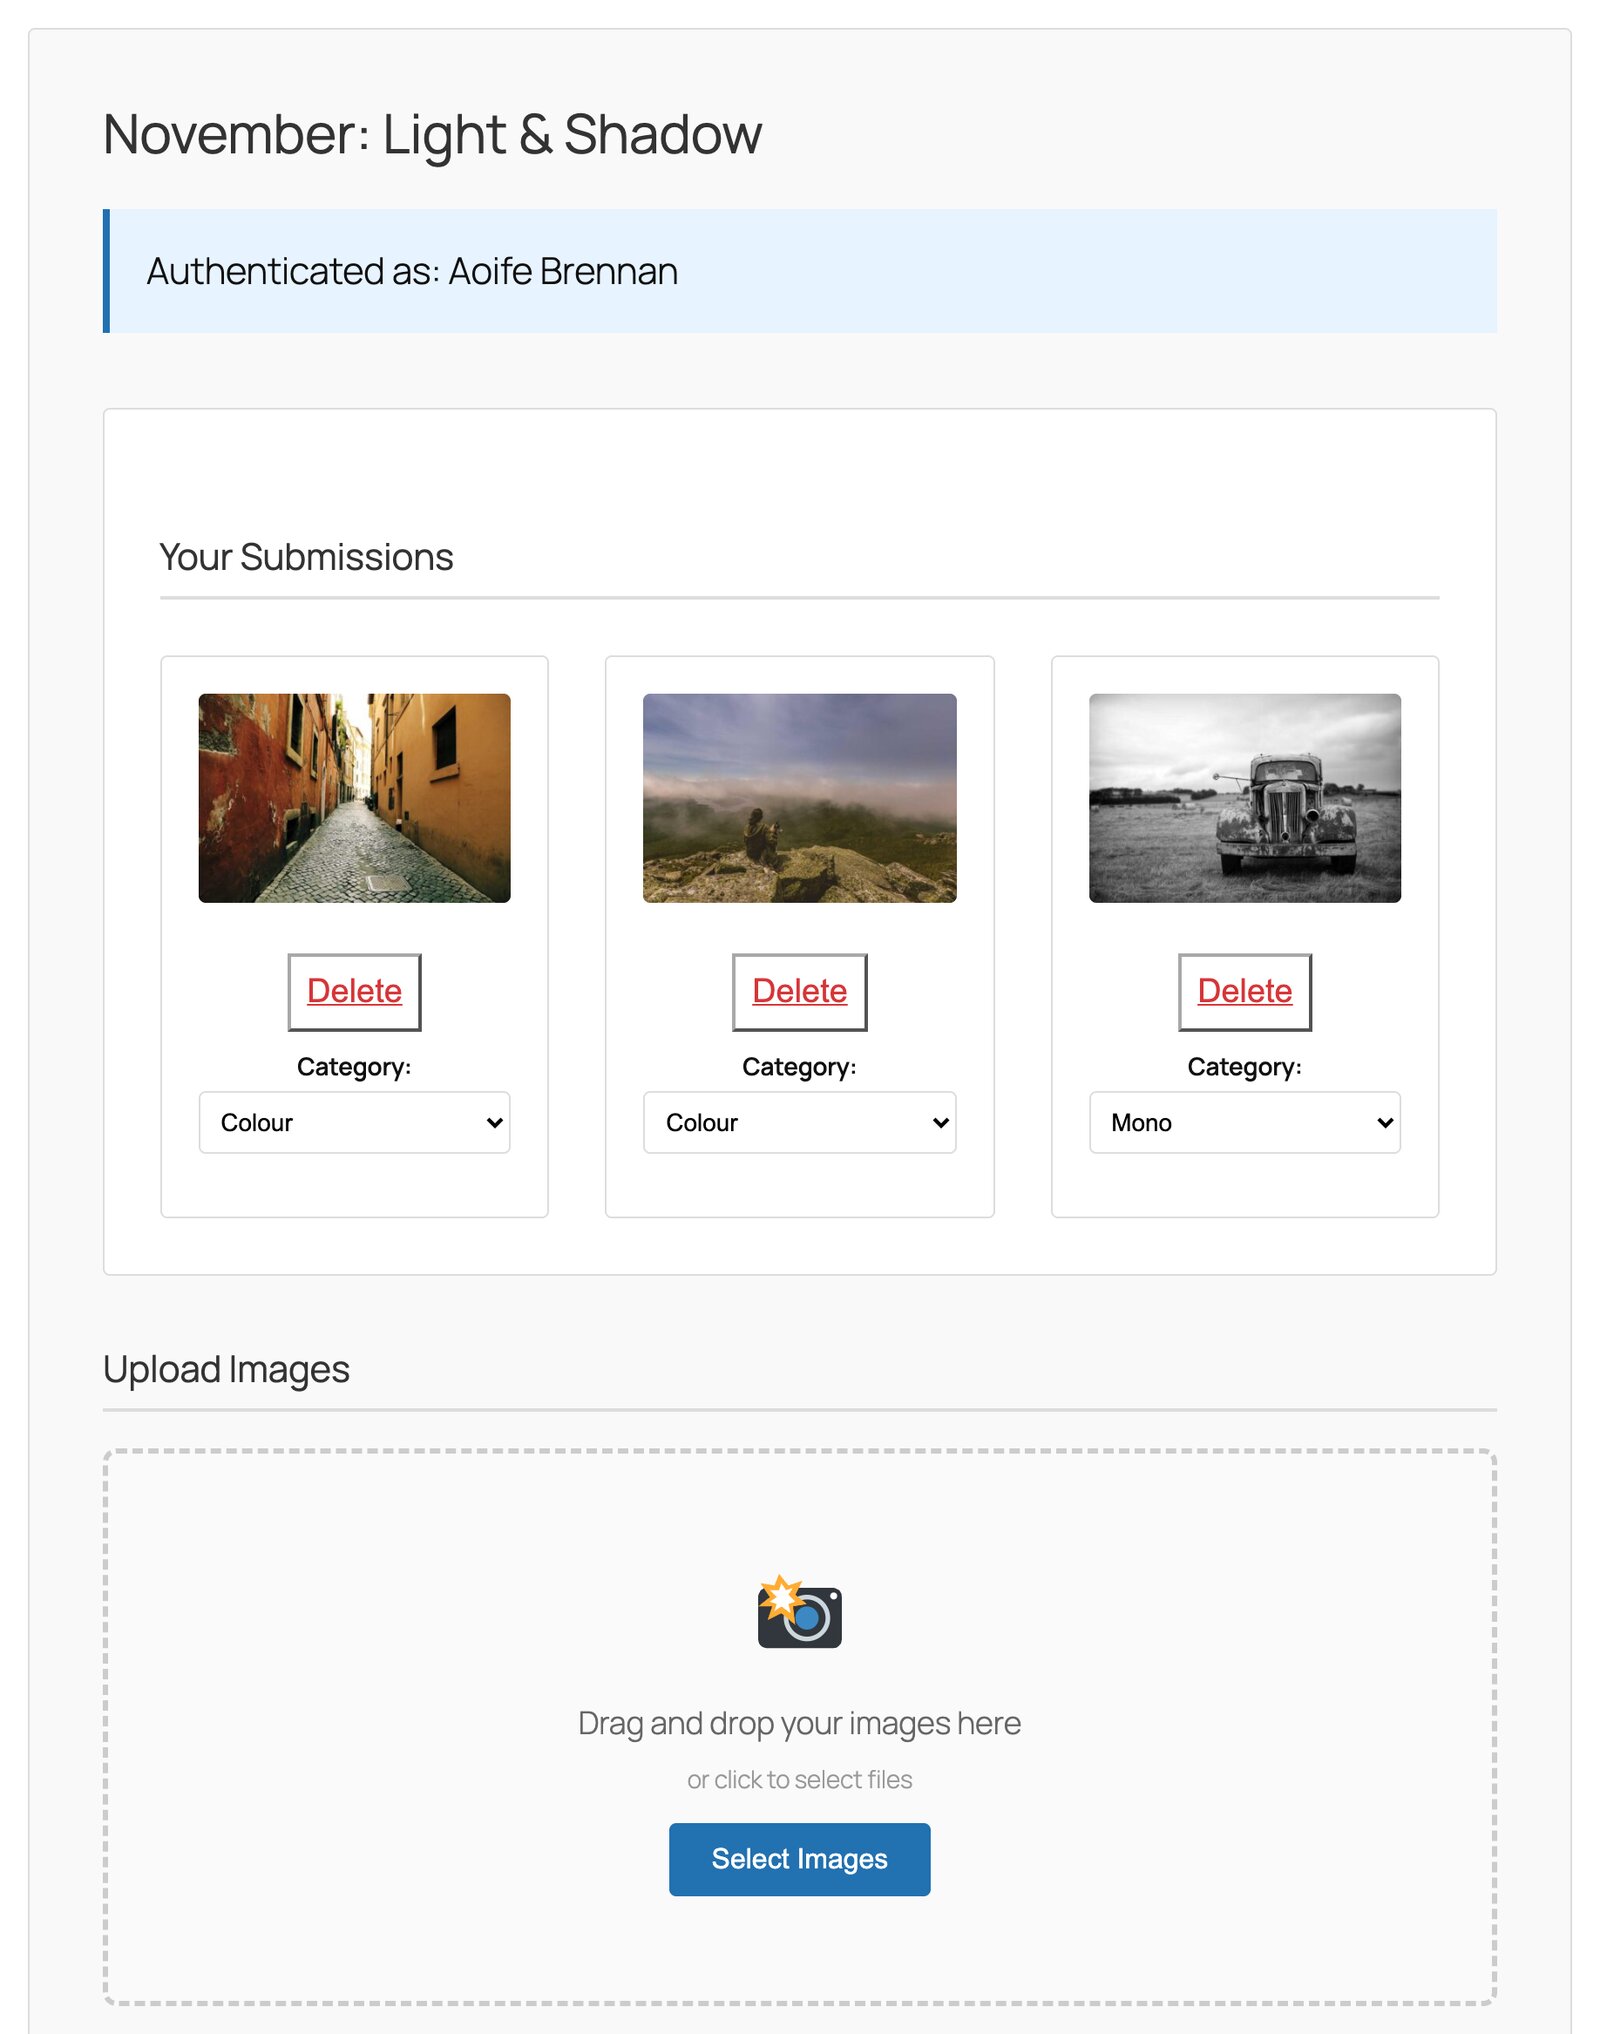 November: Light & Shadow
Authenticated as: Aoife Brennan
Your Submissions
Delete
Category:
Colour
Delete
Category:
Colour
Delete
Category:
Mono
Upload Images
Drag and drop your images here
or click to select files
Select Images